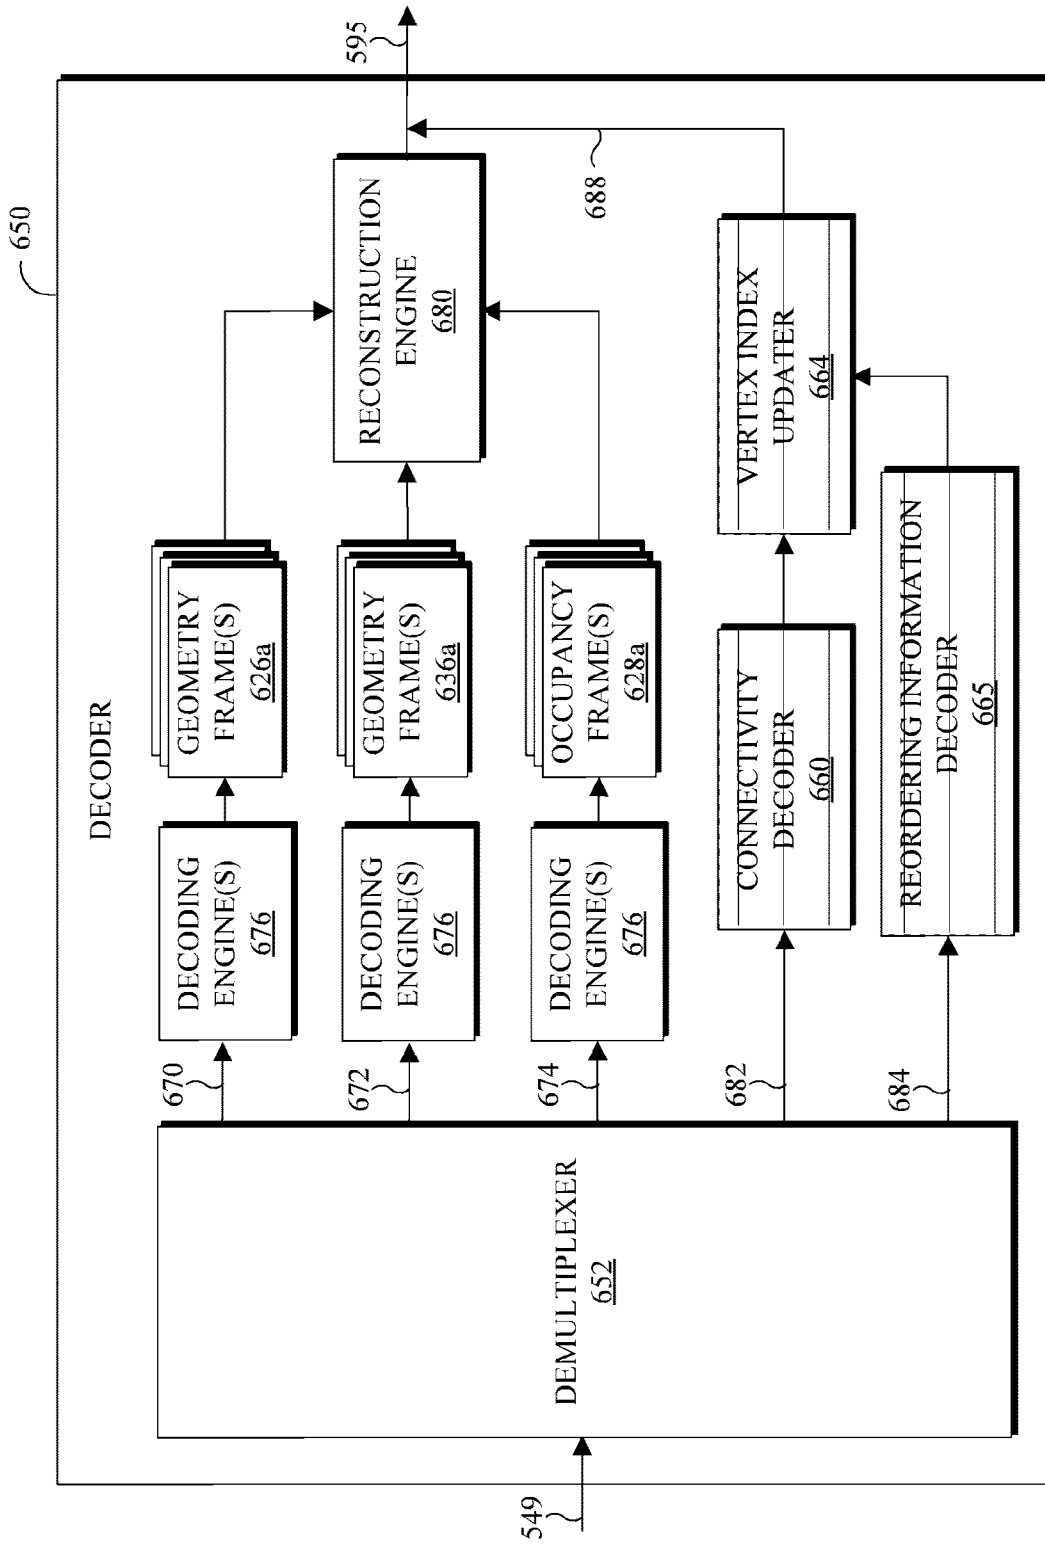 650
DECODER
549
DEMULTIPLEXER
652
670
DECODING
ENGINE(S)
676
GEOMETRY
FRAME(S)
626a
672
DECODING
ENGINE(S)
676
GEOMETRY
FRAME(S)
636a
674
DECODING
ENGINE(S)
676
OCCUPANCY
FRAME(S)
628a
RECONSTRUCTION
ENGINE
680
595
682
CONNECTIVITY
DECODER
660
VERTEX INDEX
UPDATER
664
688
684
REORDERING INFORMATION
DECODER
665